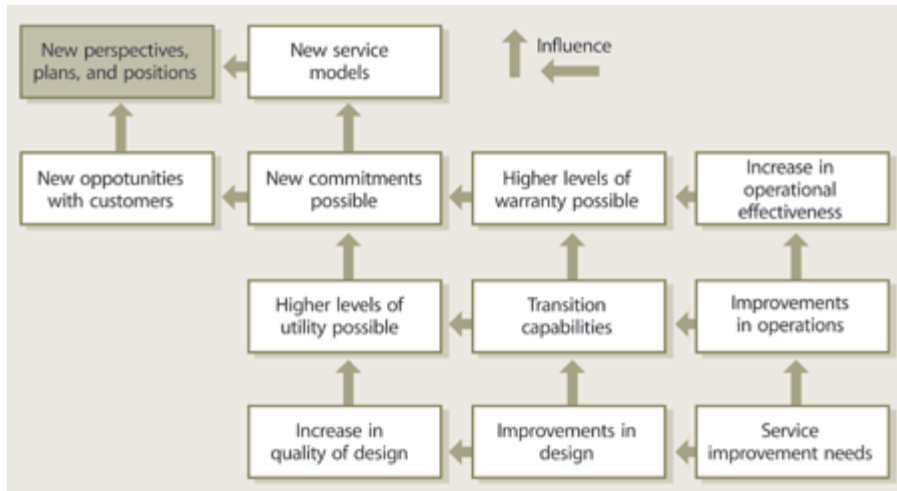 New perspectives,
plans, and positions
New service
models
Influence
New oppotunities
with customers
New commitments
possible
Higher levels of
warranty possible
Increase in
operational
effectiveness
Higher levels of
utility possible
Transition
capabilities
Improvements
in operations
Increase in
quality of design
Improvements in
design
Service
improvement needs